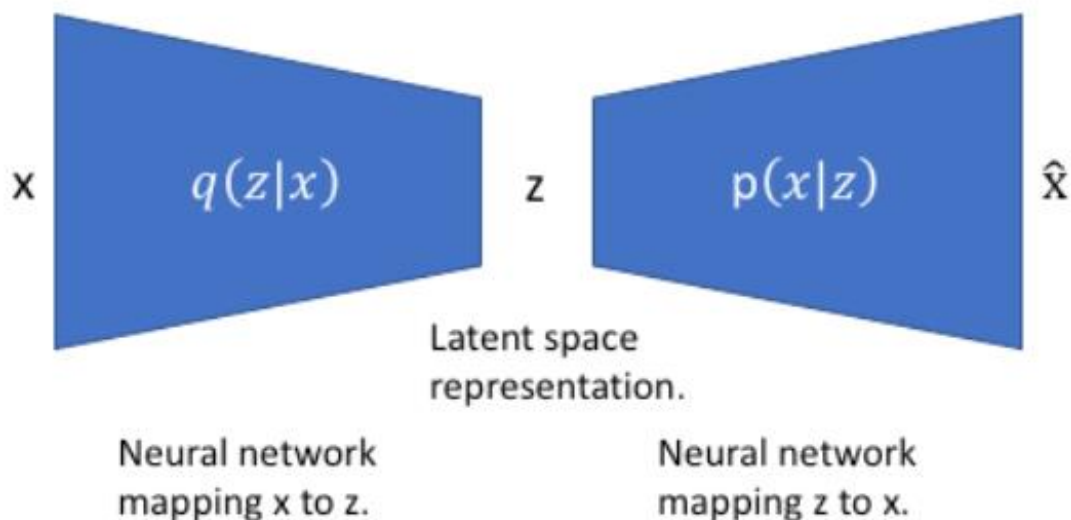 x
q(z|x)
z
p(x|z)
x̂
Latent space
representation.
Neural network
mapping x to z.
Neural network
mapping z to x.